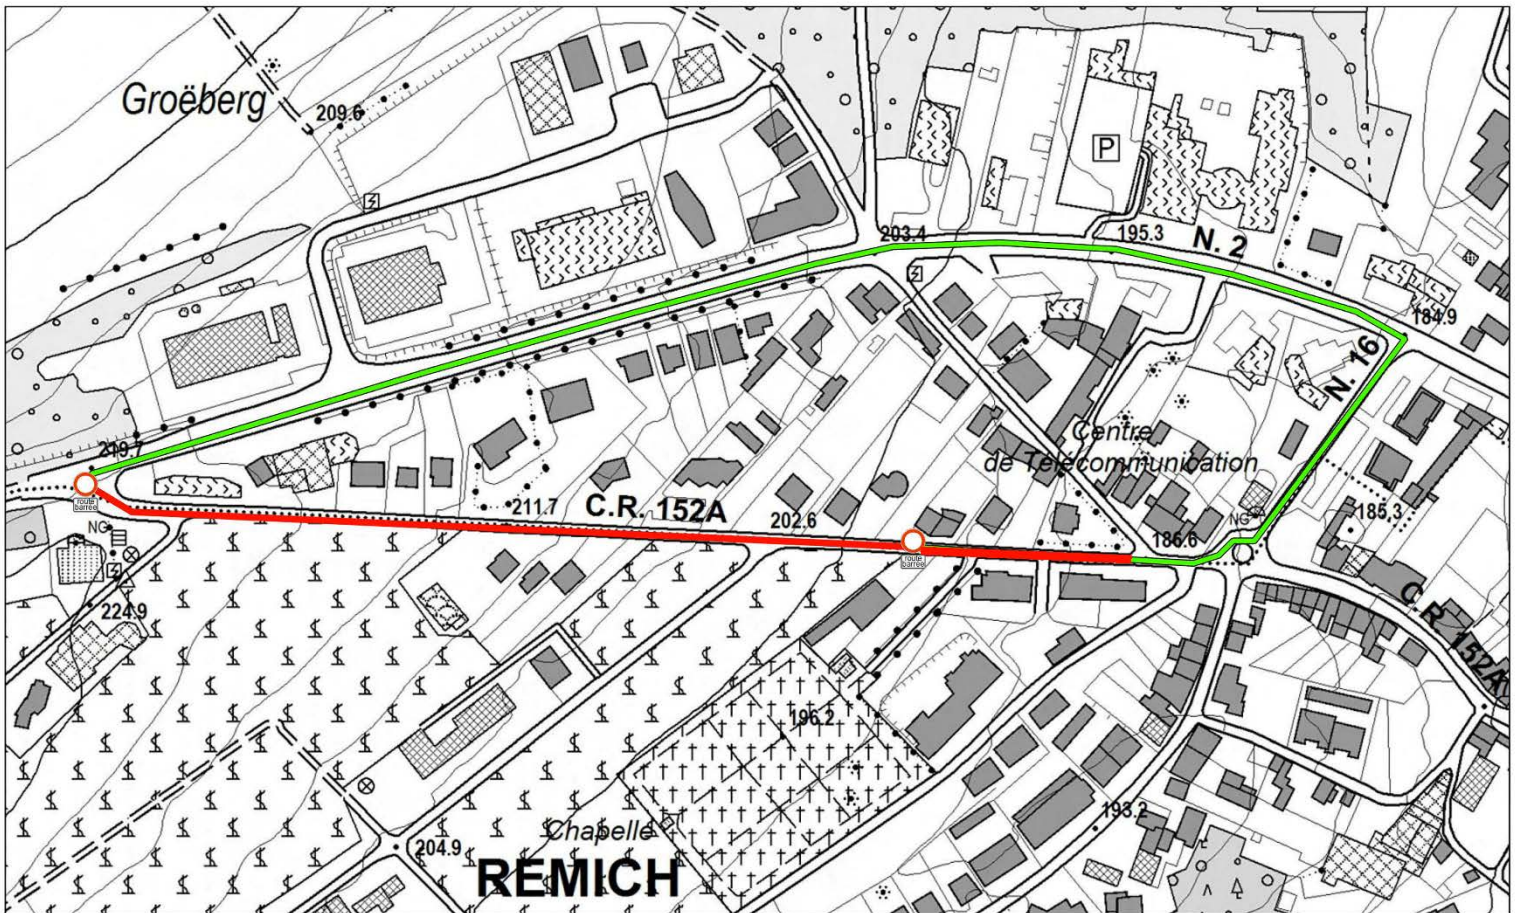 Groëberg
209.6
P
203.4
195.3
N. 2
184.9
N. 16
219.7
route
barrée
Centre
de Télécommunication
211.7
C.R. 152A
202.6
NG
route
barrée
186.6
NG
185.3
224.9
C.R. 152A
196.2
193.2
Chapelle
204.9
REMICH